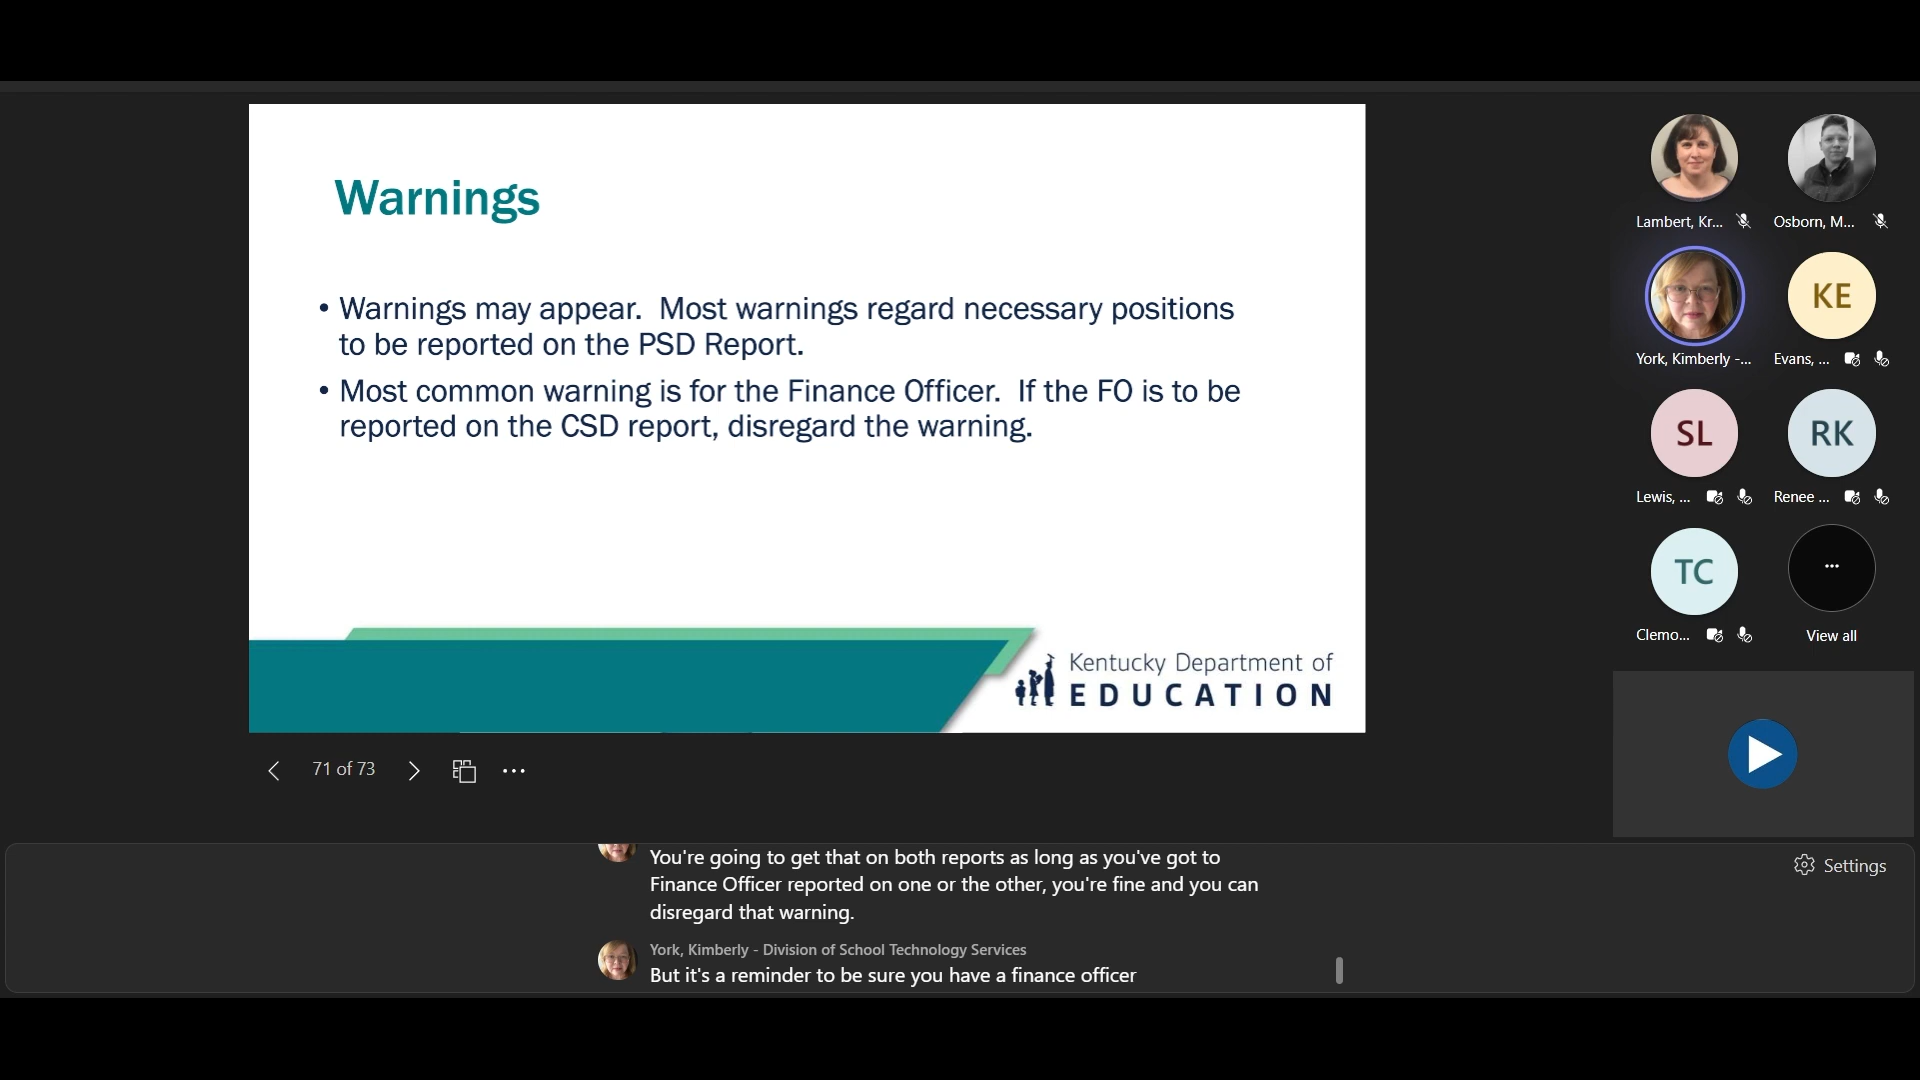 Warnings
• Warnings may appear.  Most warnings regard necessary positions
to be reported on the PSD Report.
• Most common warning is for the Finance Officer.  If the FO is to be
reported on the CSD report, disregard the warning.
Kentucky Department of
EDUCATION
71 of 73
Lambert, Kr...
Osborn, M...
York, Kimberly -...
KE
Evans, ...
SL
Lewis, ...
RK
Renee ...
TC
Clemo...
...
View all
You're going to get that on both reports as long as you've got to
Finance Officer reported on one or the other, you're fine and you can
disregard that warning.
York, Kimberly - Division of School Technology Services
But it's a reminder to be sure you have a finance officer
Settings